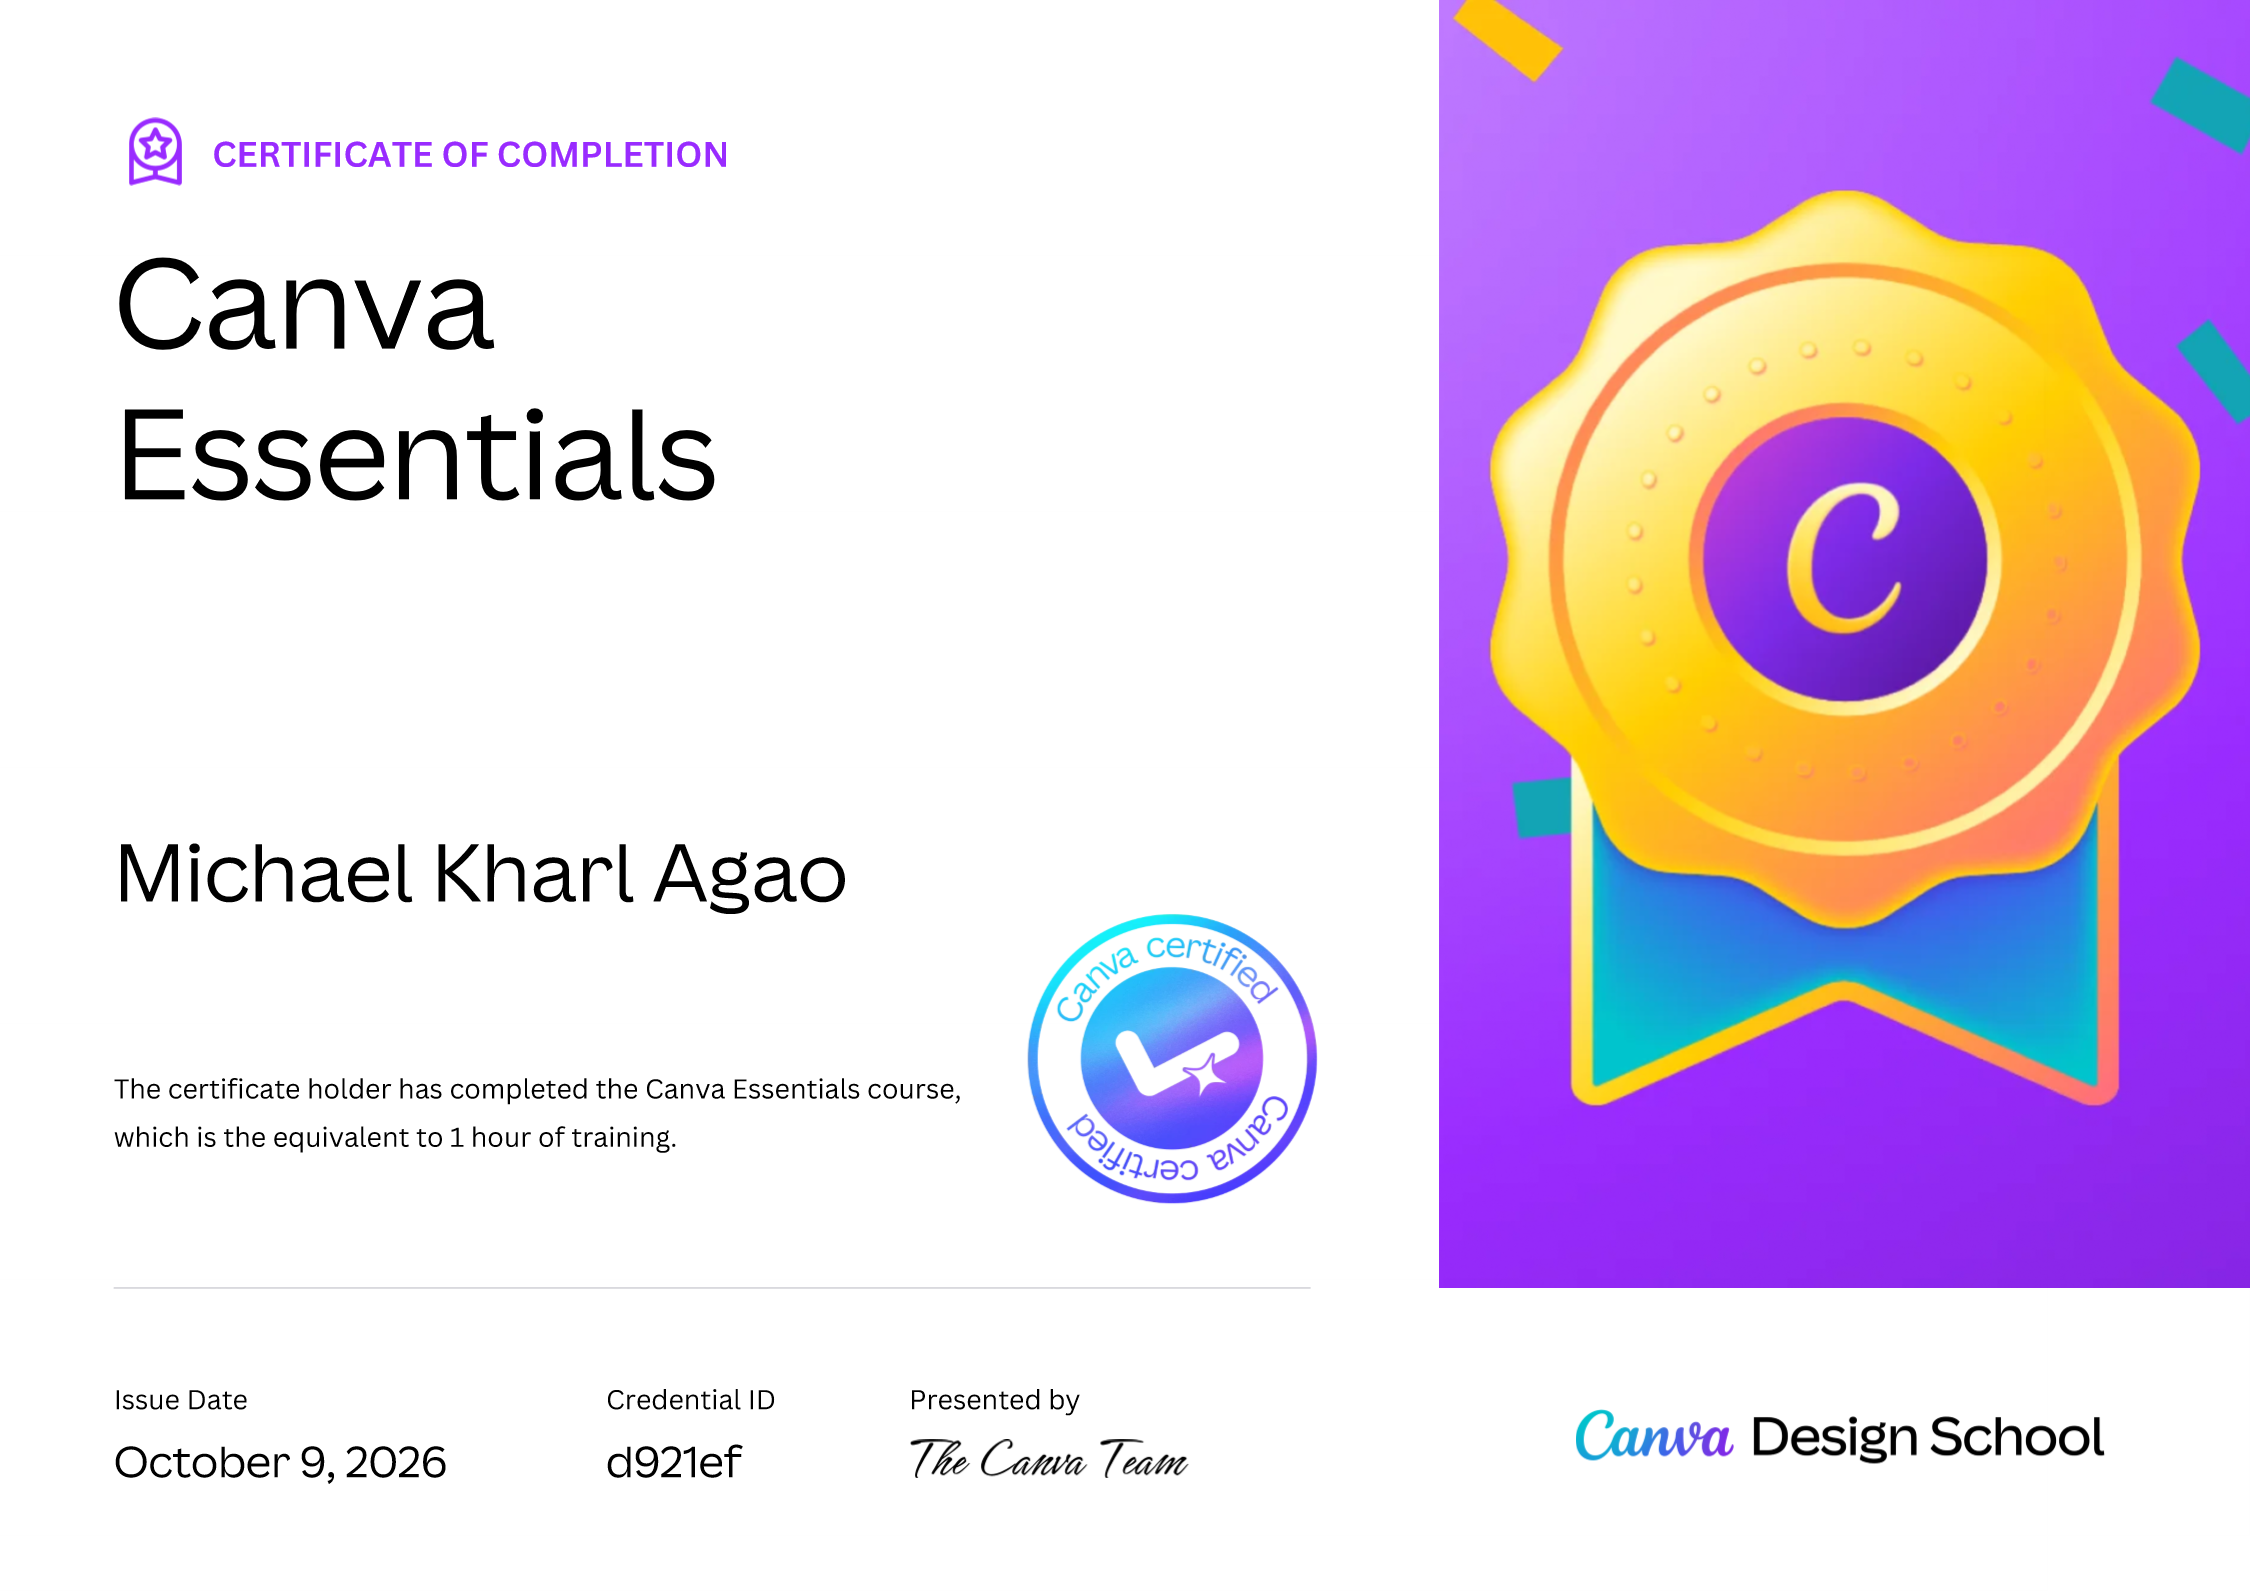 CERTIFICATE OF COMPLETION
Canva
Essentials
Michael Kharl Agao
Canva certified
Canva certified
The certificate holder has completed the Canva Essentials course,
which is the equivalent to 1 hour of training.
C
Issue Date
October 9, 2026
Credential ID
d921ef
Presented by
The Canva Team
Canva Design School